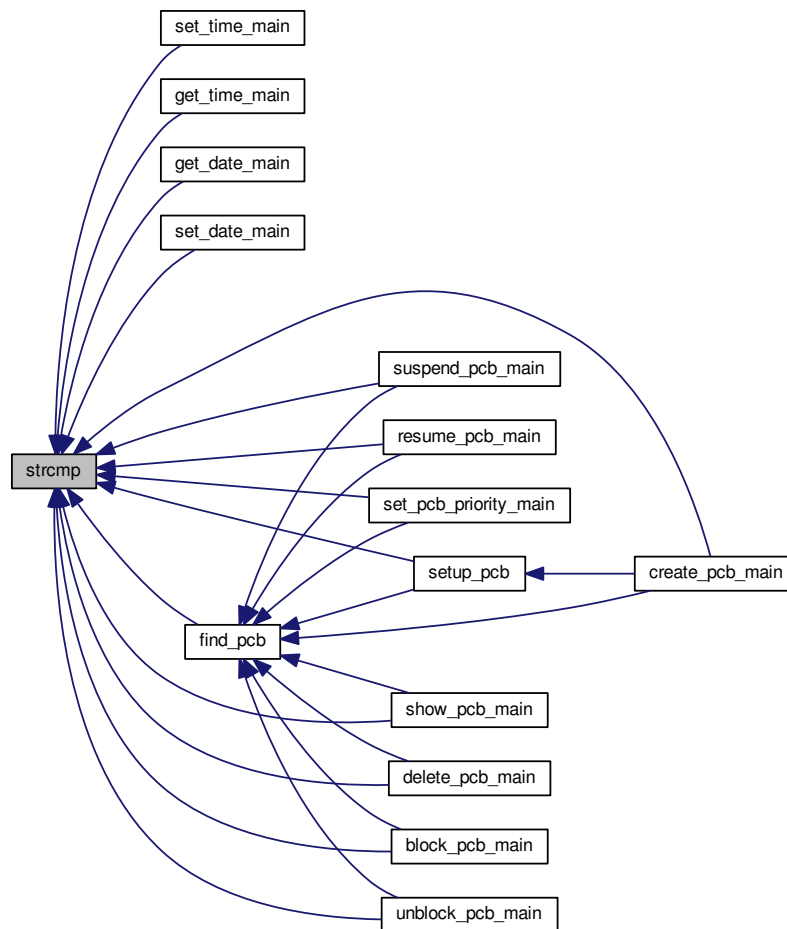 set_time_main
get_time_main
get_date_main
set_date_main
suspend_pcb_main
resume_pcb_main
strcmp
set_pcb_priority_main
setup_pcb
create_pcb_main
find_pcb
show_pcb_main
delete_pcb_main
block_pcb_main
unblock_pcb_main